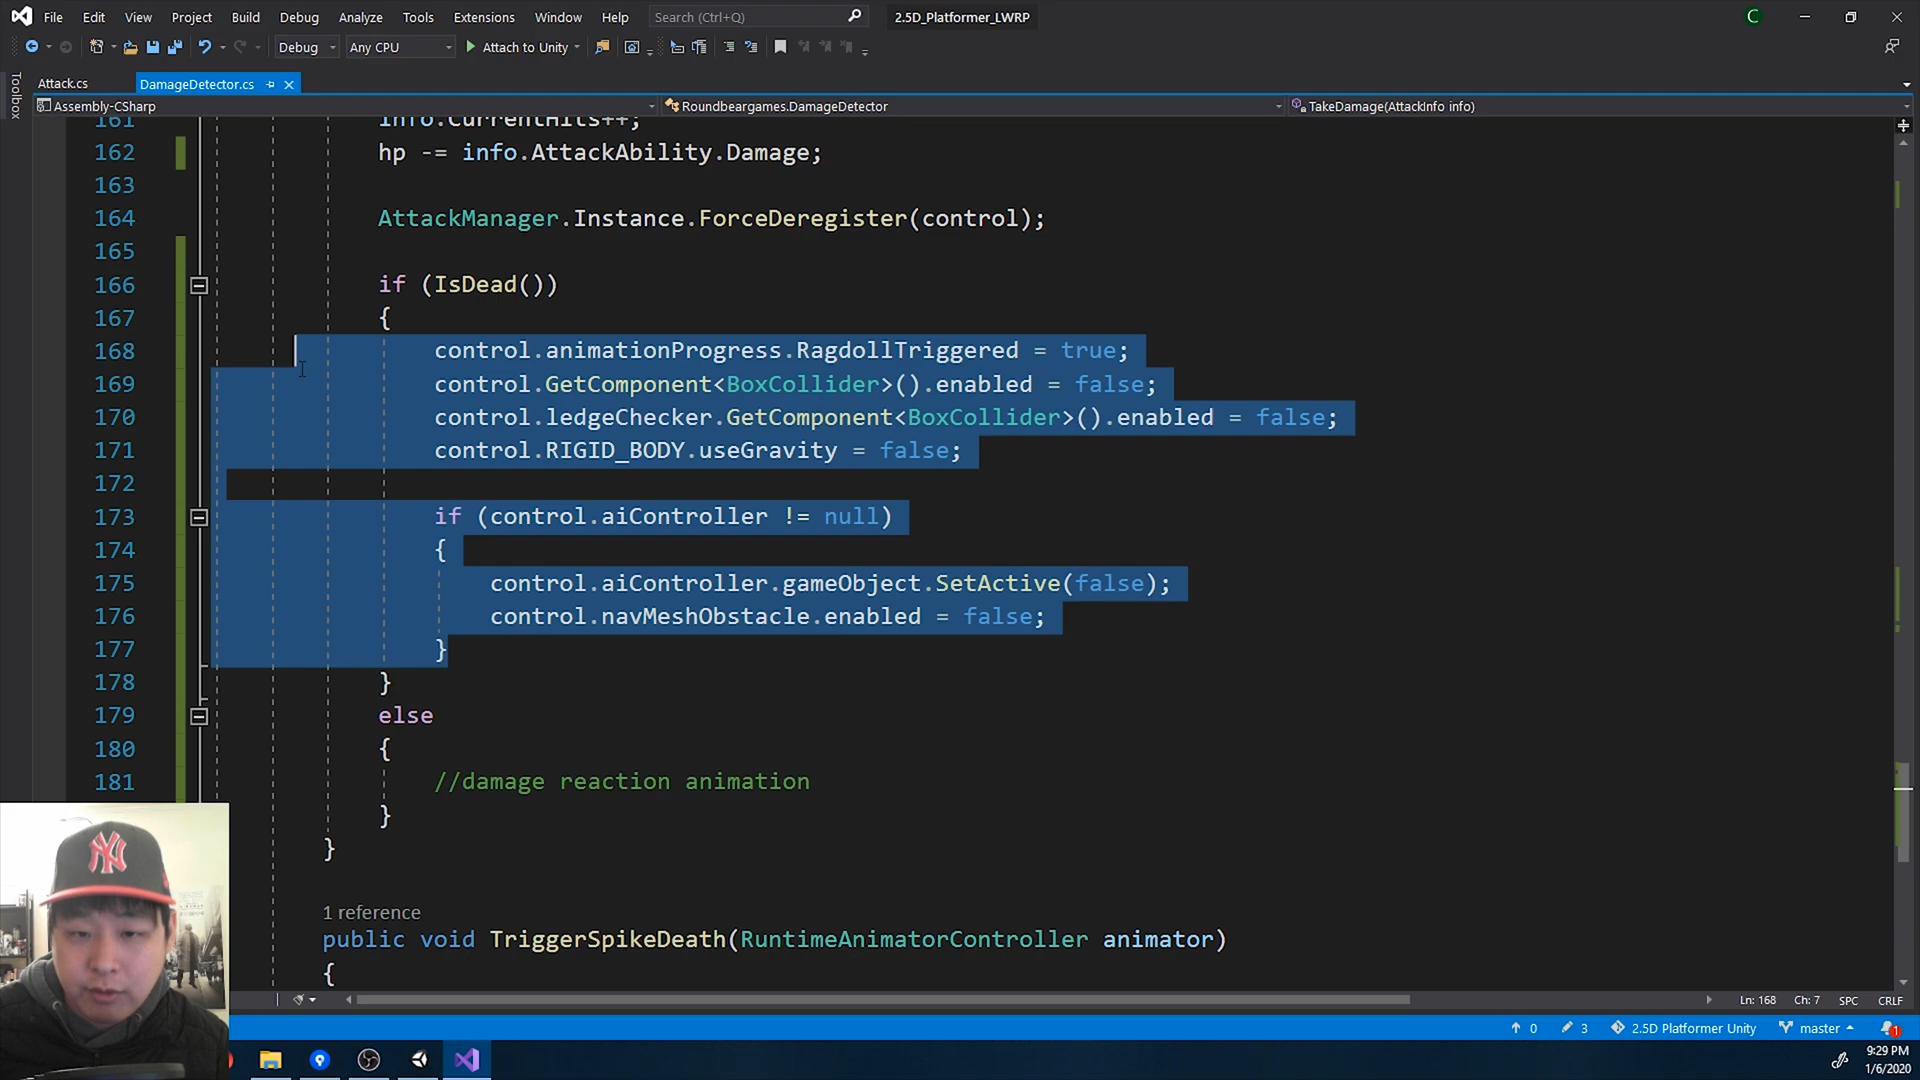 File Edit View Project Build Debug Analyze Tools Extensions Window Help Search (Ctrl+Q) 2.5D_Platformer_LWRP C
Debug Any CPU Attach to Unity
Toolbox
Attack.cs DamageDetector.cs
Assembly-CSharp Roundbeargames.DamageDetector TakeDamage(AttackInfo info)
161 info.CurrentHits++;
162 hp -= info.AttackAbility.Damage;
163
164 AttackManager.Instance.ForceDeregister(control);
165
166 if (IsDead())
167 {
168 control.animationProgress.RagdollTriggered = true;
169 control.GetComponent<BoxCollider>().enabled = false;
170 control.ledgeChecker.GetComponent<BoxCollider>().enabled = false;
171 control.RIGID_BODY.useGravity = false;
172
173 if (control.aiController != null)
174 {
175 control.aiController.gameObject.SetActive(false);
176 control.navMeshObstacle.enabled = false;
177 }
178 }
179 else
180 {
181 //damage reaction animation
}
}
1 reference
public void TriggerSpikeDeath(RuntimeAnimatorController animator)
{
Ln: 168 Ch: 7 SPC CRLF
0 3 2.5D Platformer Unity master 1
9:29 PM
1/6/2020
NY